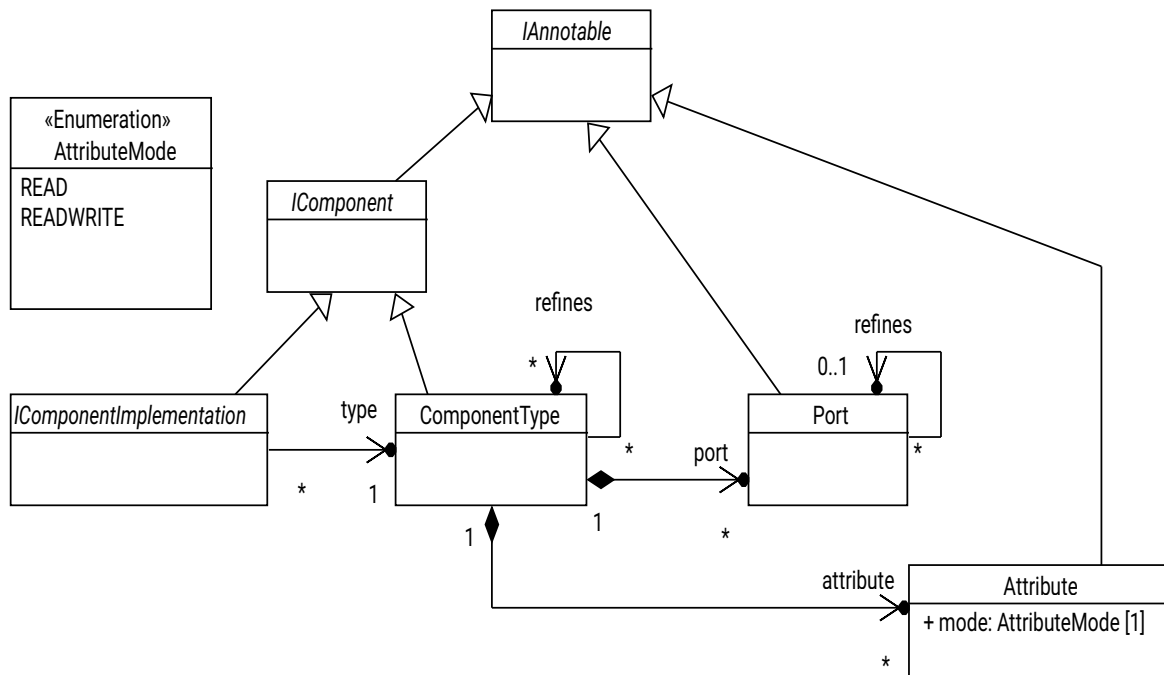 IAnnotable
«Enumeration»
AttributeMode
READ
READWRITE
IComponent
refines
*
refines
0..1
IComponentImplementation
type
ComponentType
Port
*
1
*
port
*
1
*
1
attribute
*
Attribute
+ mode: AttributeMode [1]